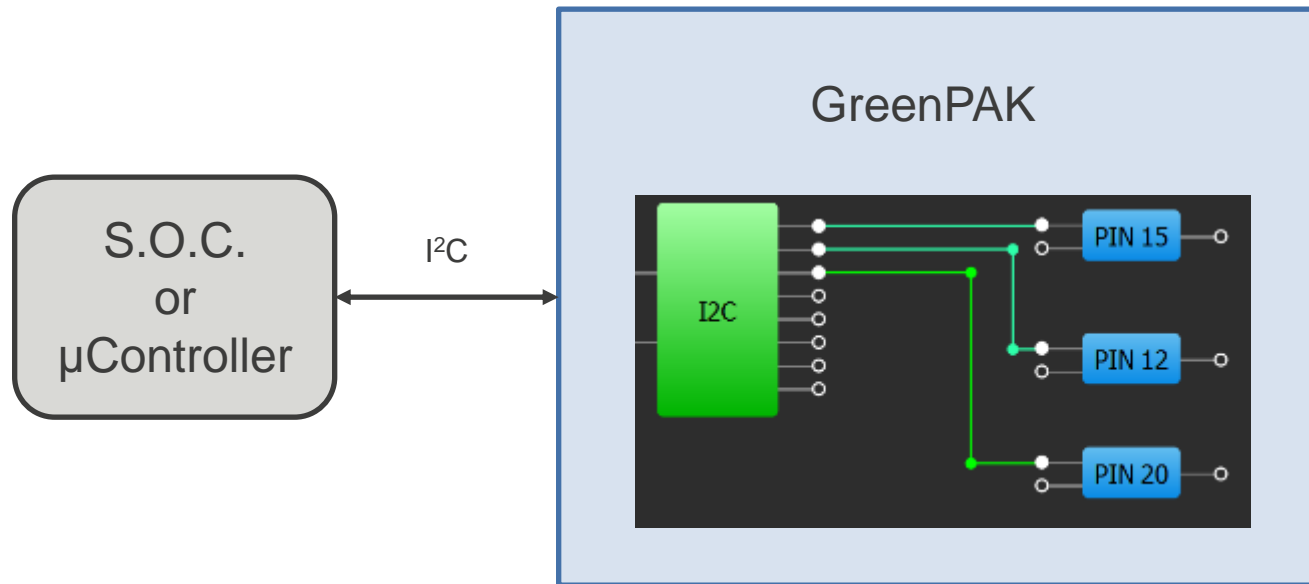 GreenPAK
S.O.C.
or
µController
I²C
I2C
PIN 15
PIN 12
PIN 20